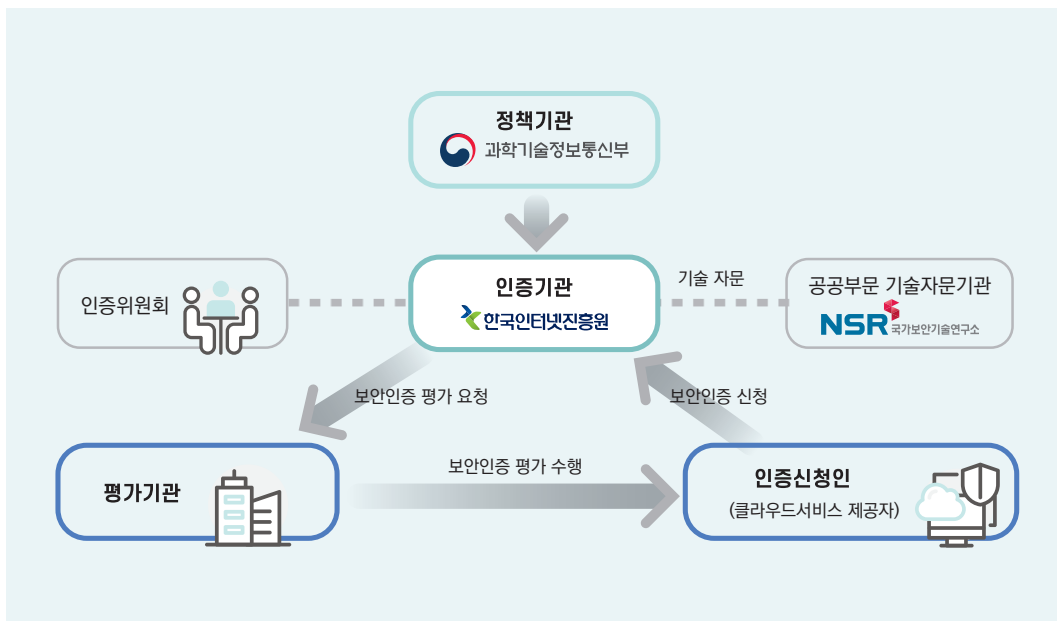 정책기관
과학기술정보통신부
인증위원회
인증기관
한국인터넷진흥원
기술 자문
공공부문 기술자문기관
NSR 국가보안기술연구소
보안인증 평가 요청
보안인증 신청
평가기관
보안인증 평가 수행
인증신청인
(클라우드서비스 제공자)